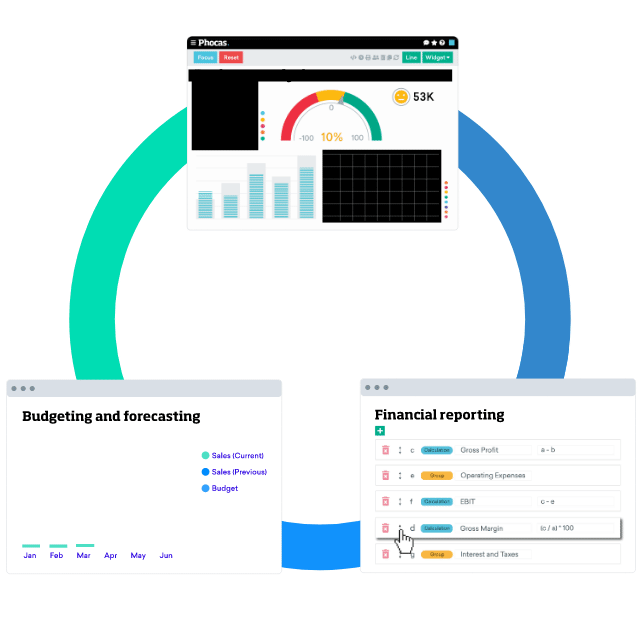 Phocas.
Focus
Reset
Line
Widget
53K
0
-100
10%
100
Budgeting and forecasting
Sales (Current)
Sales (Previous)
Budget
Jan Feb Mar Apr May Jun
Financial reporting
c Calculation Gross Profit a - b
e Group Operating Expenses
f Calculation EBIT c - e
d Calculation Gross Margin (c / a) * 100
g Group Interest and Taxes